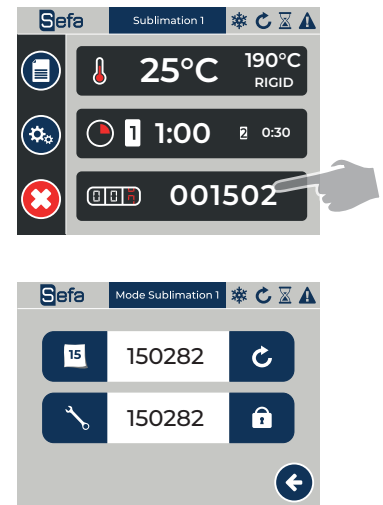 Sefa Sublimation 1
25°C 190°C
RIGID
1 1:00 2 0:30
001502
Sefa Mode Sublimation 1
15 150282
150282